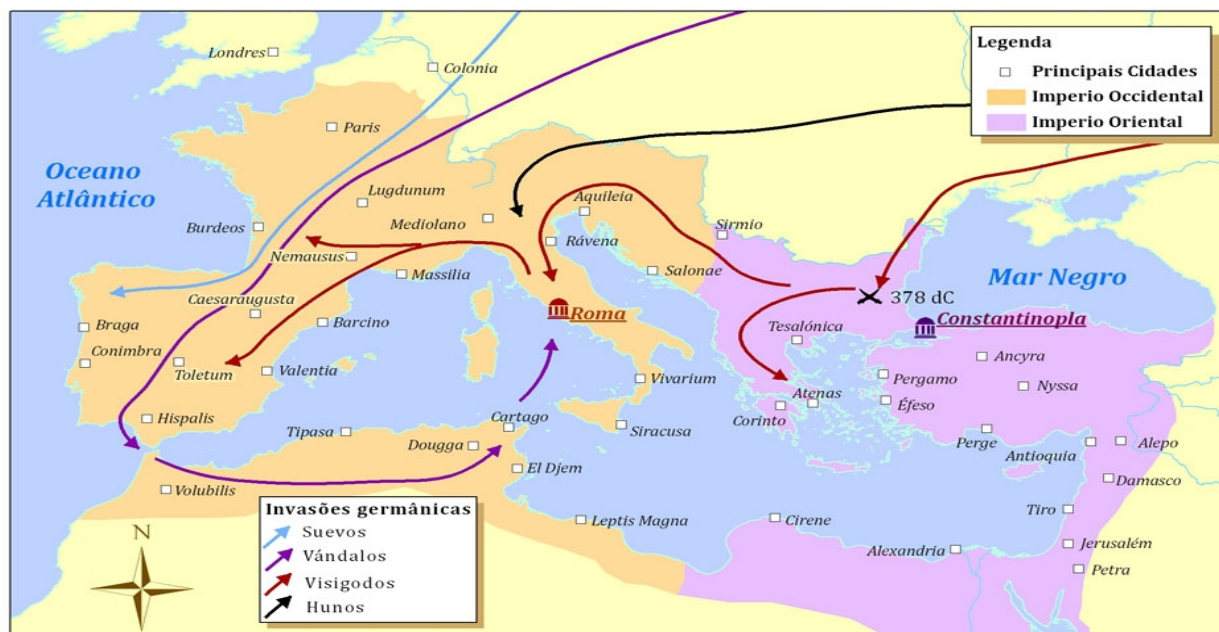 Londres
Colonia
Paris
Oceano
Atlântico
Lugdunum
Mediolano
Aquileia
Burdeos
Rávena
Sirmio
Nemausus
Massilia
Salonae
Mar Negro
378 dC
Caesaraugusta
Roma
Constantinopla
Braga
Barcino
Tesalónica
Conimbra
Toletum
Valentia
Vivarium
Ancyra
Pergamo
Nyssa
Atenas
Éfeso
Corinto
Hispalis
Cartago
Tipasa
Dougga
Siracusa
Perge
Antioquia
Alepo
El Djem
Damasco
Volubilis
Leptis Magna
Cirene
Tiro
Alexandria
Jerusalém
Petra
N
Legenda
Principais Cidades
Imperio Occidental
Imperio Oriental
Invasões germânicas
Suevos
Vándalos
Visigodos
Hunos